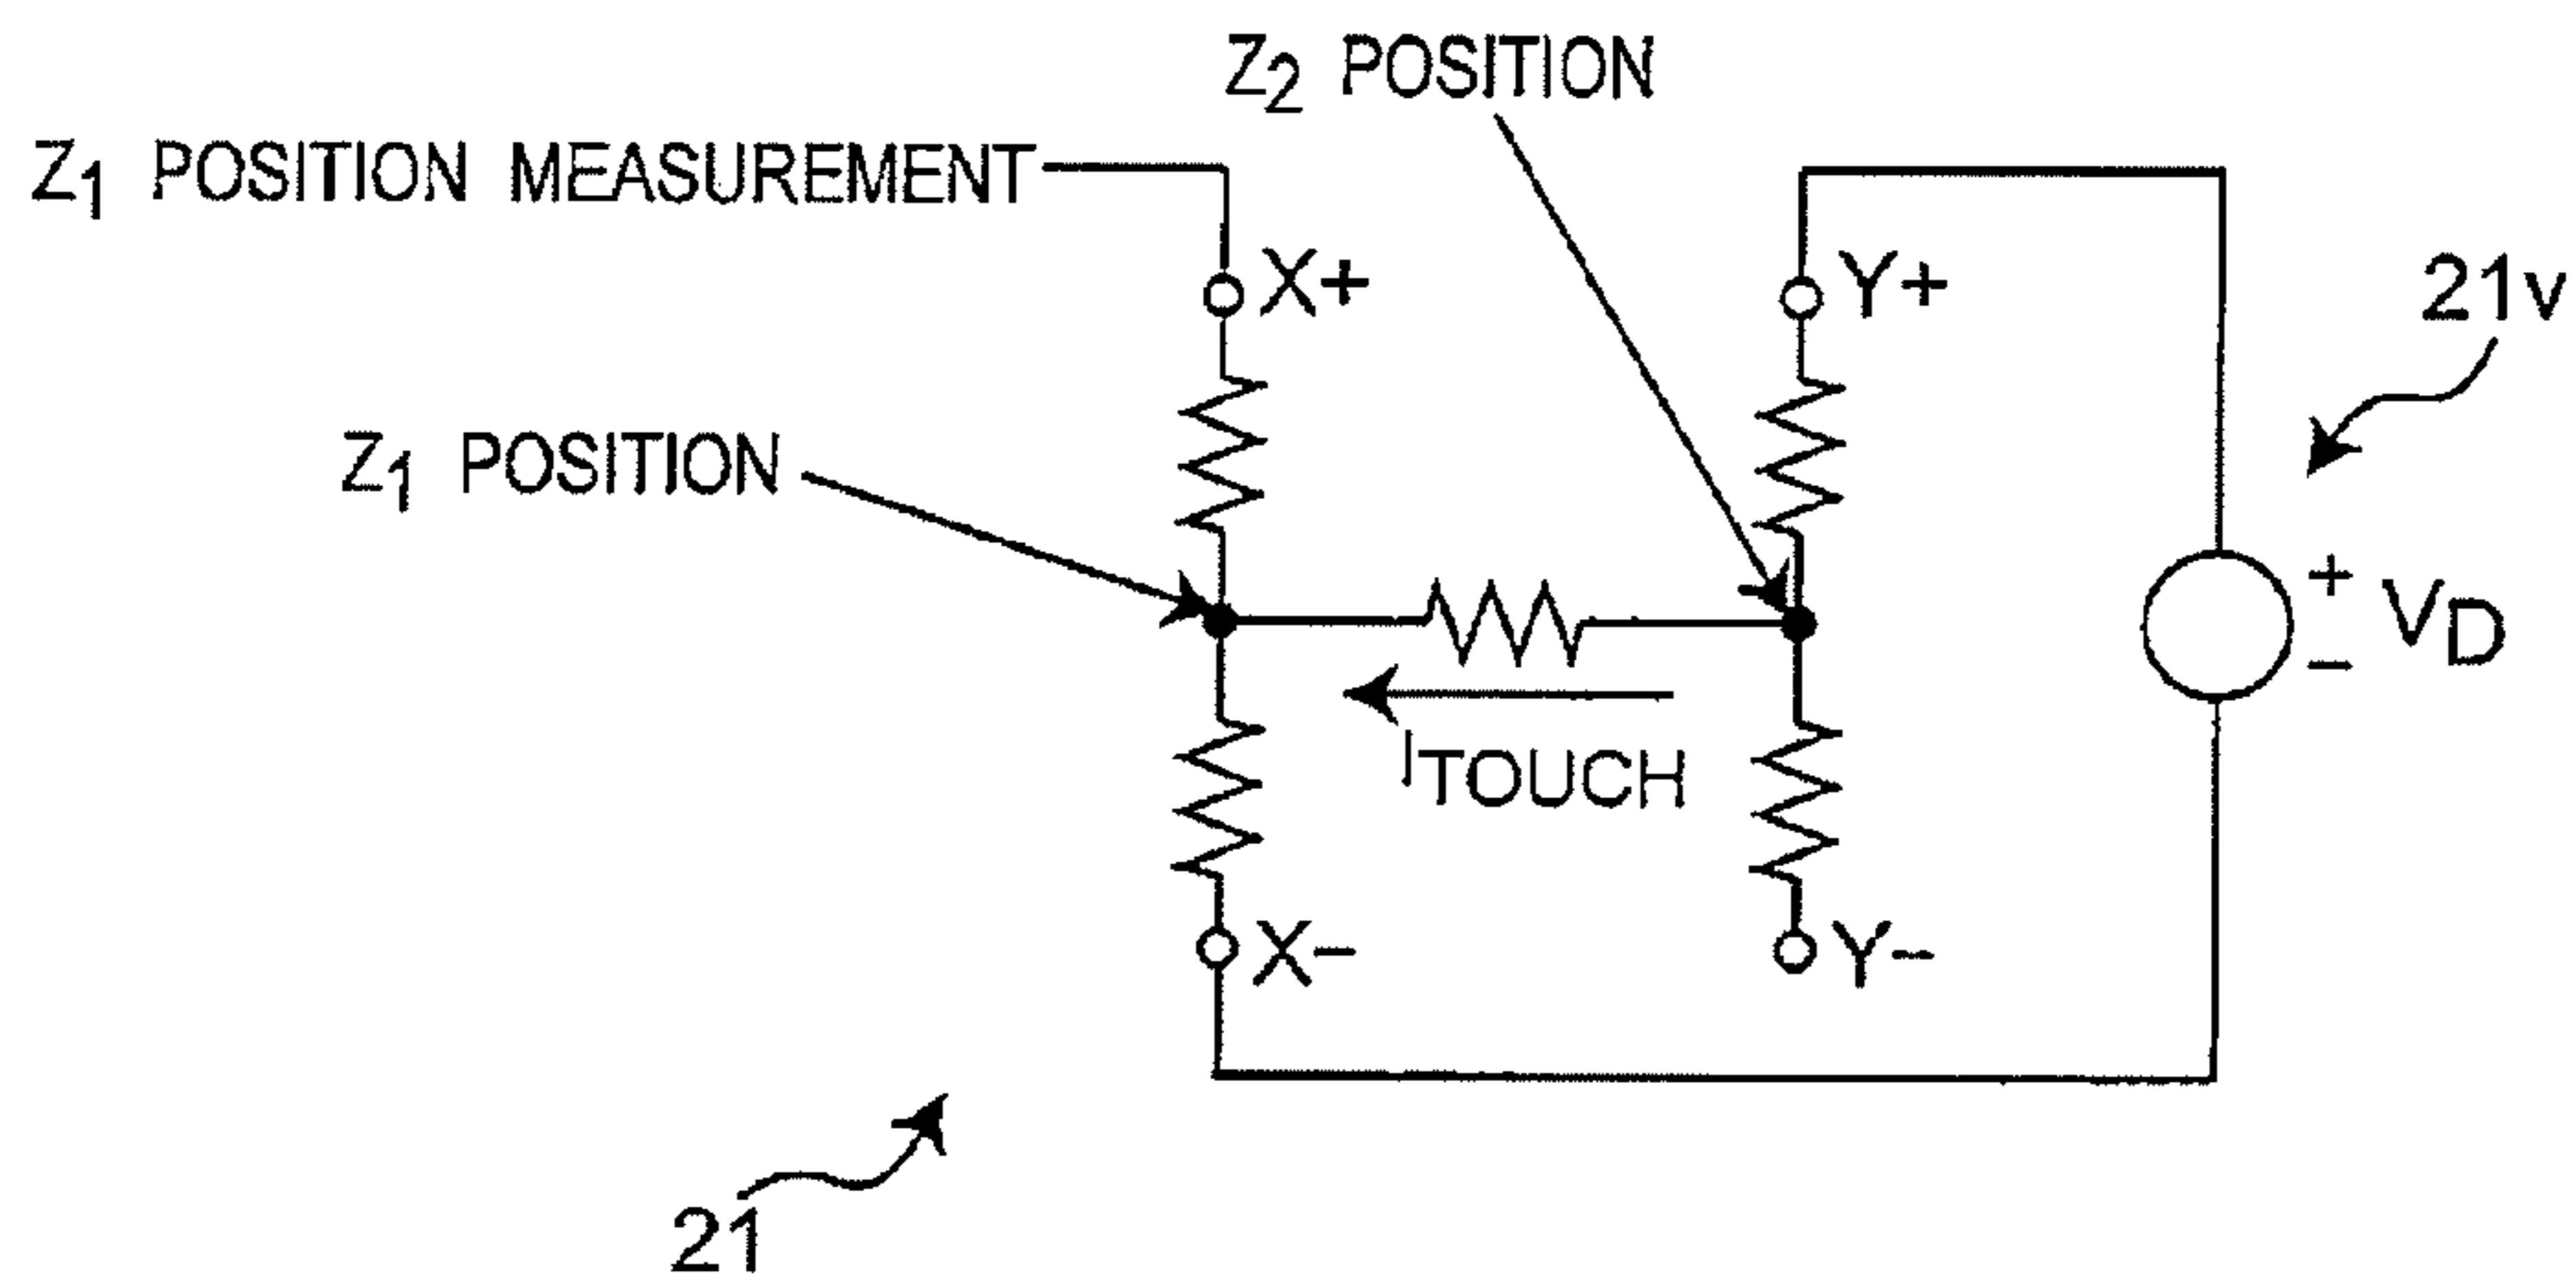 Z2 POSITION
Z1 POSITION MEASUREMENT
X+
Y+
21v
Z1 POSITION
+
VD
−
ITOUCH
X−
Y−
21